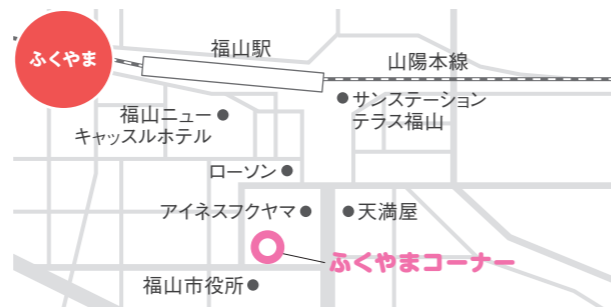 ふくやま
福山駅
山陽本線
サンステーション
テラス福山
福山ニュー
キャッスルホテル
ローソン
アイネスフクヤマ
天満屋
ふくやまコーナー
福山市役所